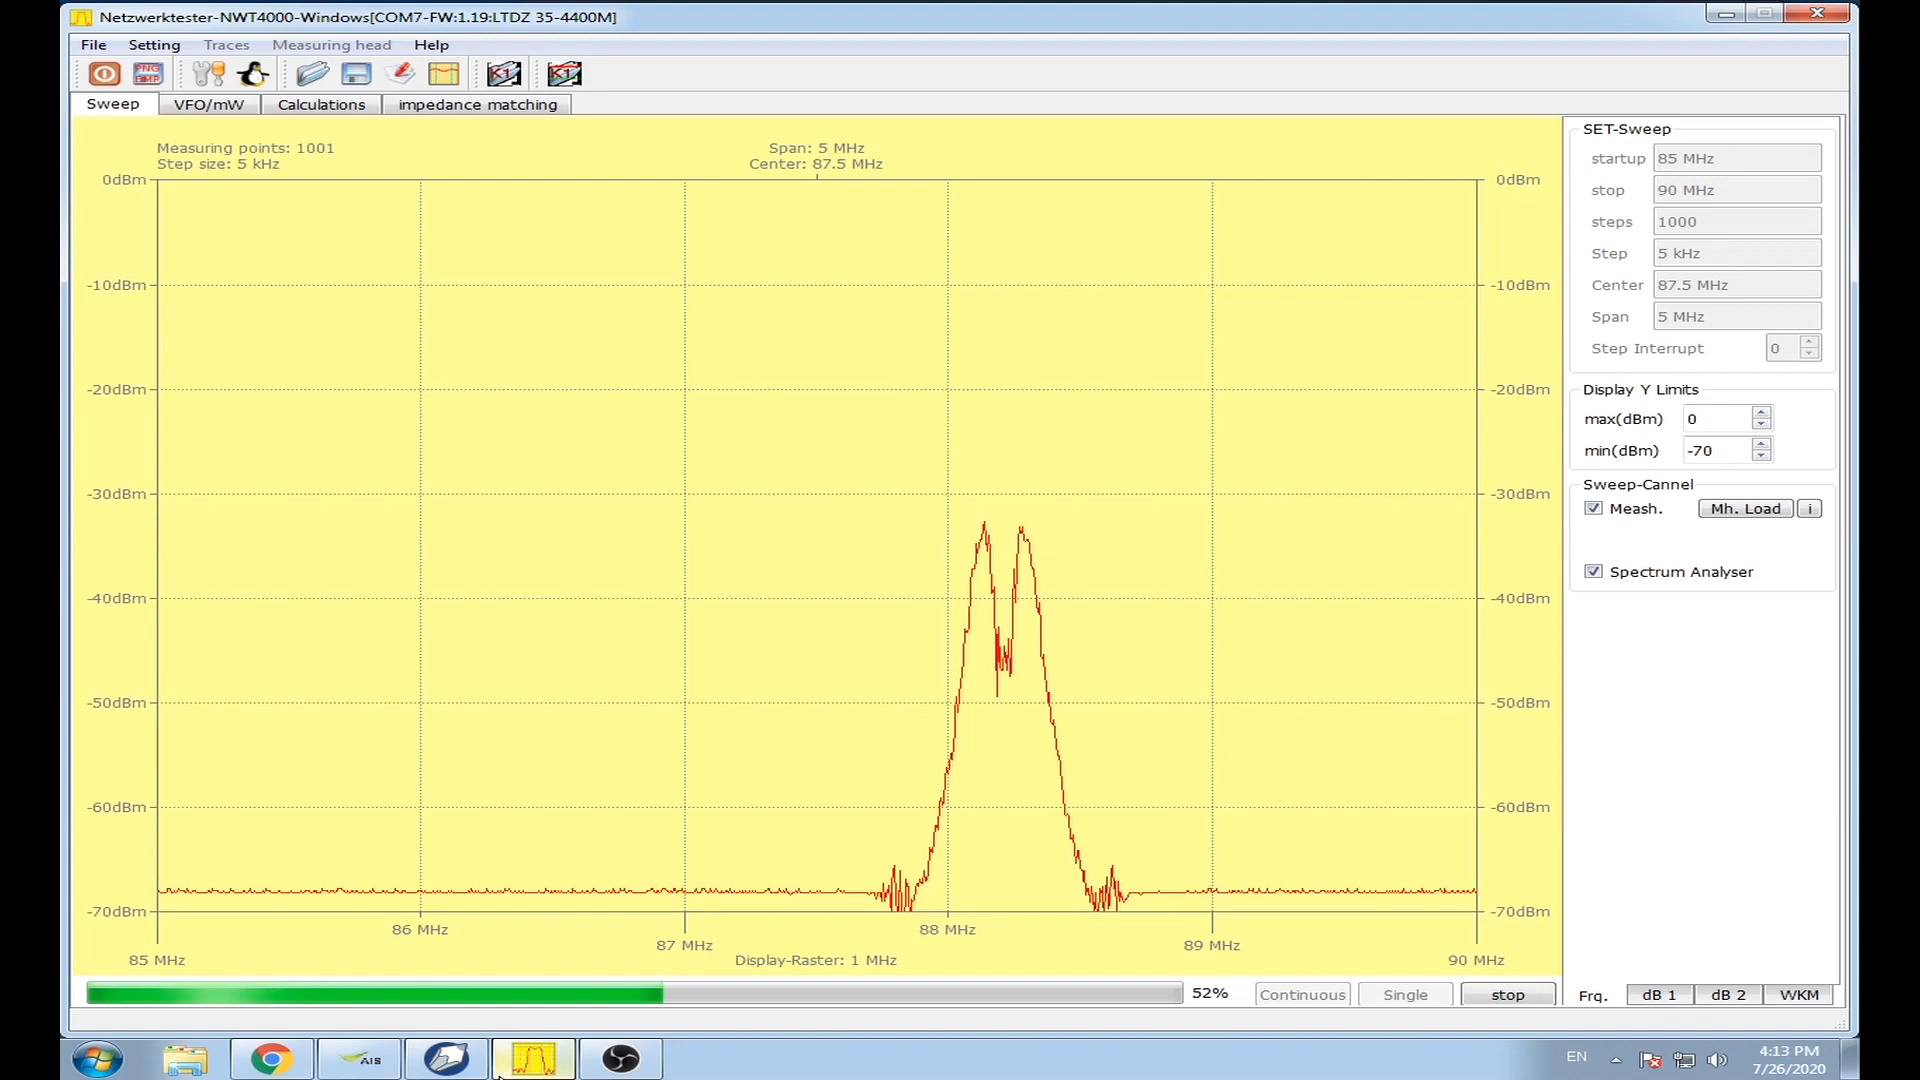 Netzwerktester-NWT4000-Windows[COM7-FW:1.19:LTDZ 35-4400M]
File Setting Traces Measuring head Help
PNG BMP K1 K1
Sweep VFO/mW Calculations impedance matching
Measuring points: 1001
Step size: 5 kHz
Span: 5 MHz
Center: 87.5 MHz
0dBm 0dBm
-10dBm -10dBm
-20dBm -20dBm
-30dBm -30dBm
-40dBm -40dBm
-50dBm -50dBm
-60dBm -60dBm
-70dBm -70dBm
86 MHz 88 MHz
87 MHz 89 MHz
85 MHz Display-Raster: 1 MHz 90 MHz
52% Continuous Single stop
SET-Sweep
startup 85 MHz
stop 90 MHz
steps 1000
Step 5 kHz
Center 87.5 MHz
Span 5 MHz
Step Interrupt 0
Display Y Limits
max(dBm) 0
min(dBm) -70
Sweep-Cannel
Meash. Mh. Load i
Spectrum Analyser
Frq. dB 1 dB 2 WKM
AIS
EN
4:13 PM
7/26/2020